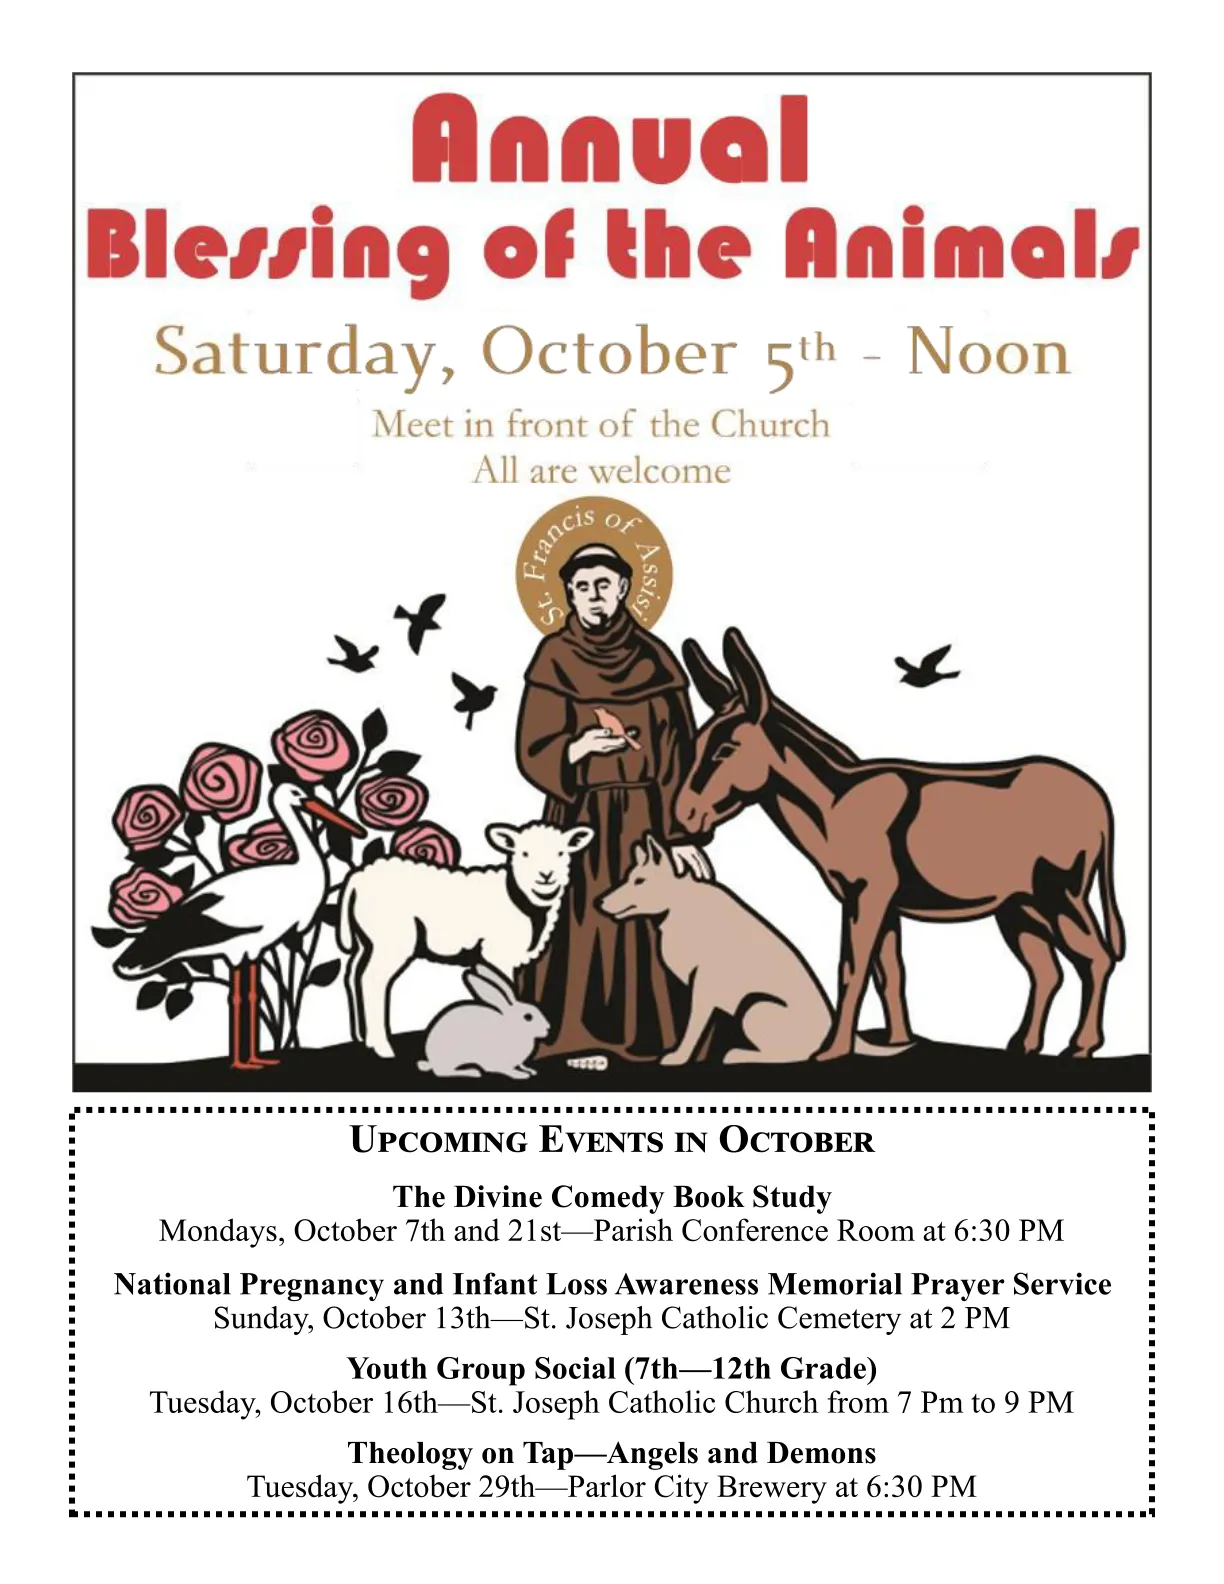 Annual
Blessing of the Animals
Saturday, October 5th - Noon
Meet in front of the Church
All are welcome
St. Francis of Assisi
Upcoming Events in October
The Divine Comedy Book Study
Mondays, October 7th and 21st—Parish Conference Room at 6:30 PM
National Pregnancy and Infant Loss Awareness Memorial Prayer Service
Sunday, October 13th—St. Joseph Catholic Cemetery at 2 PM
Youth Group Social (7th—12th Grade)
Tuesday, October 16th—St. Joseph Catholic Church from 7 Pm to 9 PM
Theology on Tap—Angels and Demons
Tuesday, October 29th—Parlor City Brewery at 6:30 PM